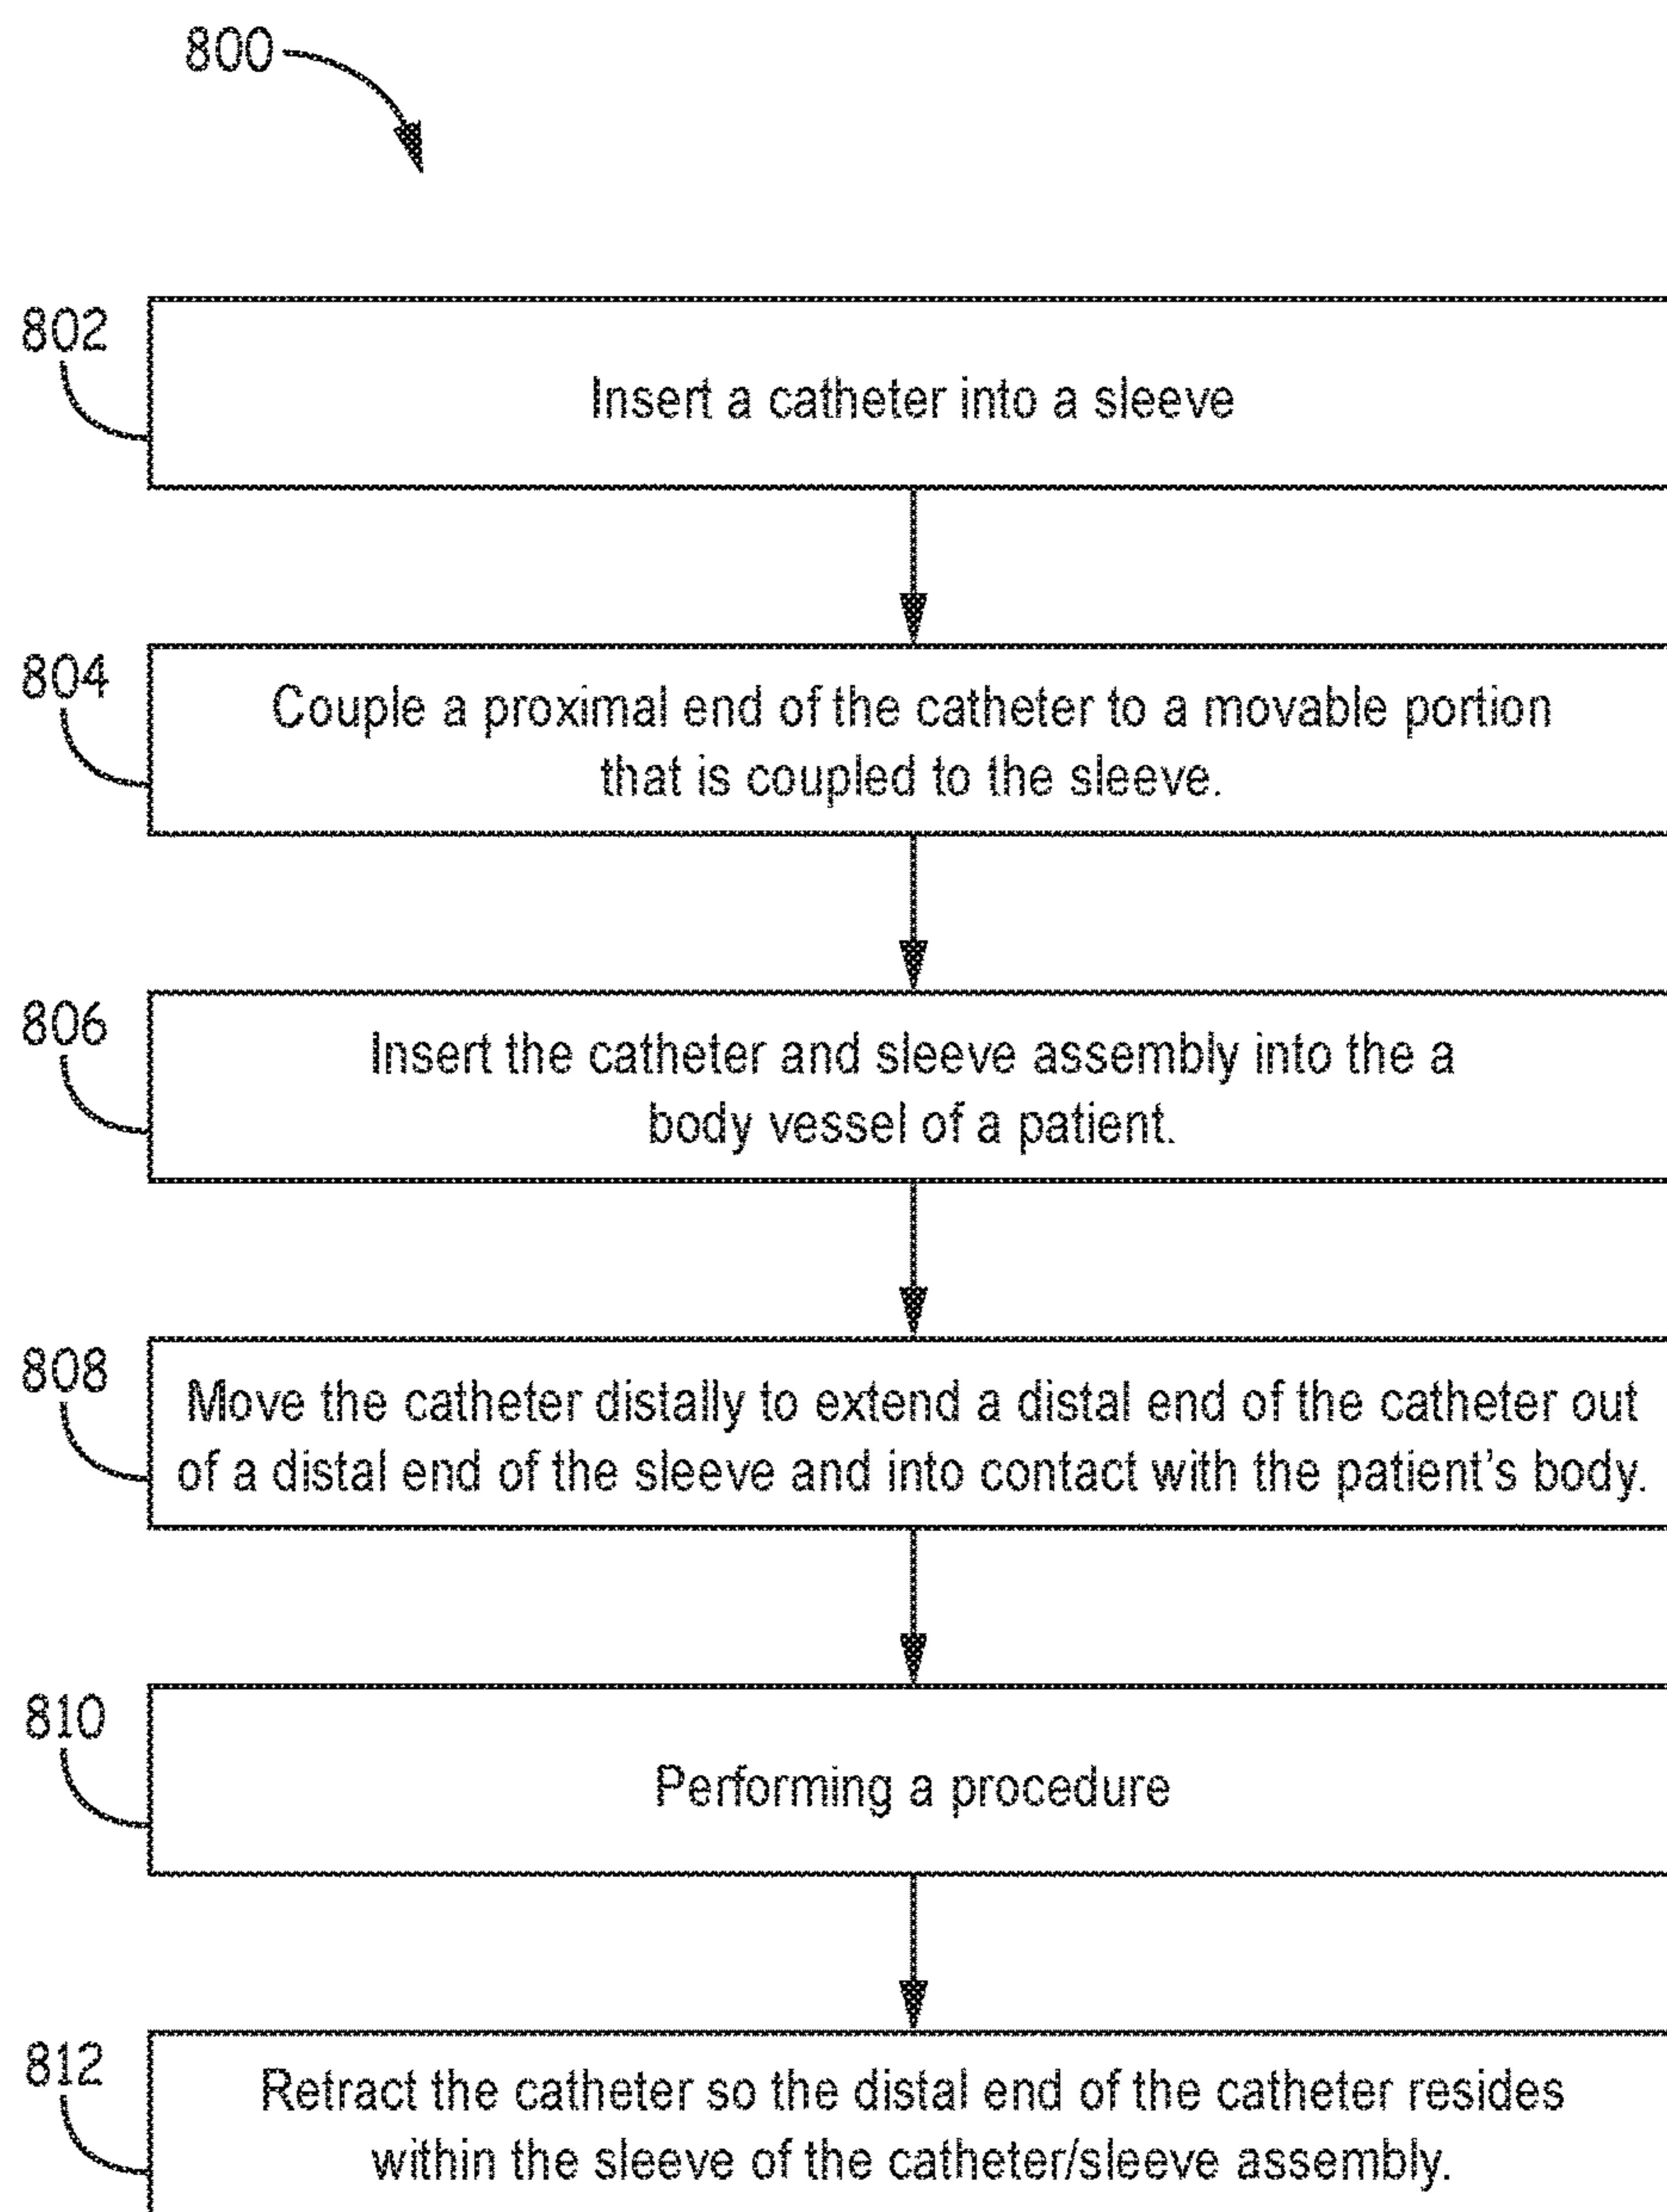 800
802
Insert a catheter into a sleeve
804
Couple a proximal end of the catheter to a movable portion
that is coupled to the sleeve.
806
Insert the catheter and sleeve assembly into the a
body vessel of a patient.
808
Move the catheter distally to extend a distal end of the catheter out
of a distal end of the sleeve and into contact with the patient's body.
810
Performing a procedure
812
Retract the catheter so the distal end of the catheter resides
within the sleeve of the catheter/sleeve assembly.